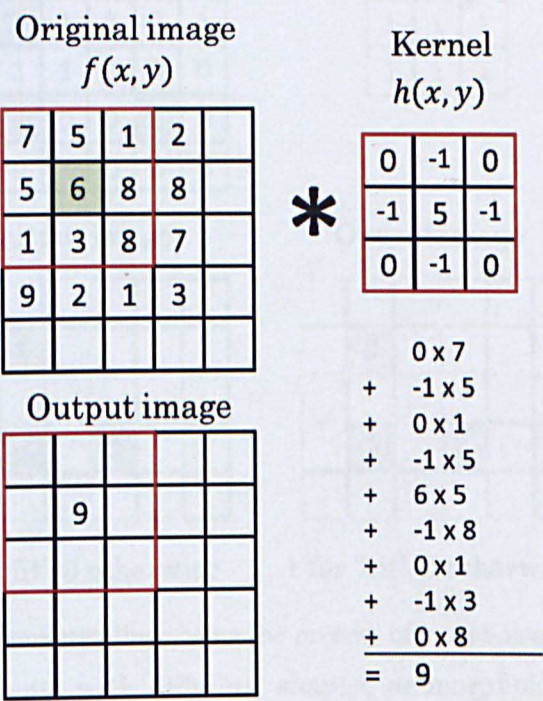 Original image
f(x,y)
7 5 1 2
5 6 8 8
1 3 8 7
9 2 1 3
*
Kernel
h(x,y)
0 -1 0
-1 5 -1
0 -1 0
Output image
9
0 x 7
+ -1 x 5
+ 0 x 1
+ -1 x 5
+ 6 x 5
+ -1 x 8
+ 0 x 1
+ -1 x 3
+ 0 x 8
= 9